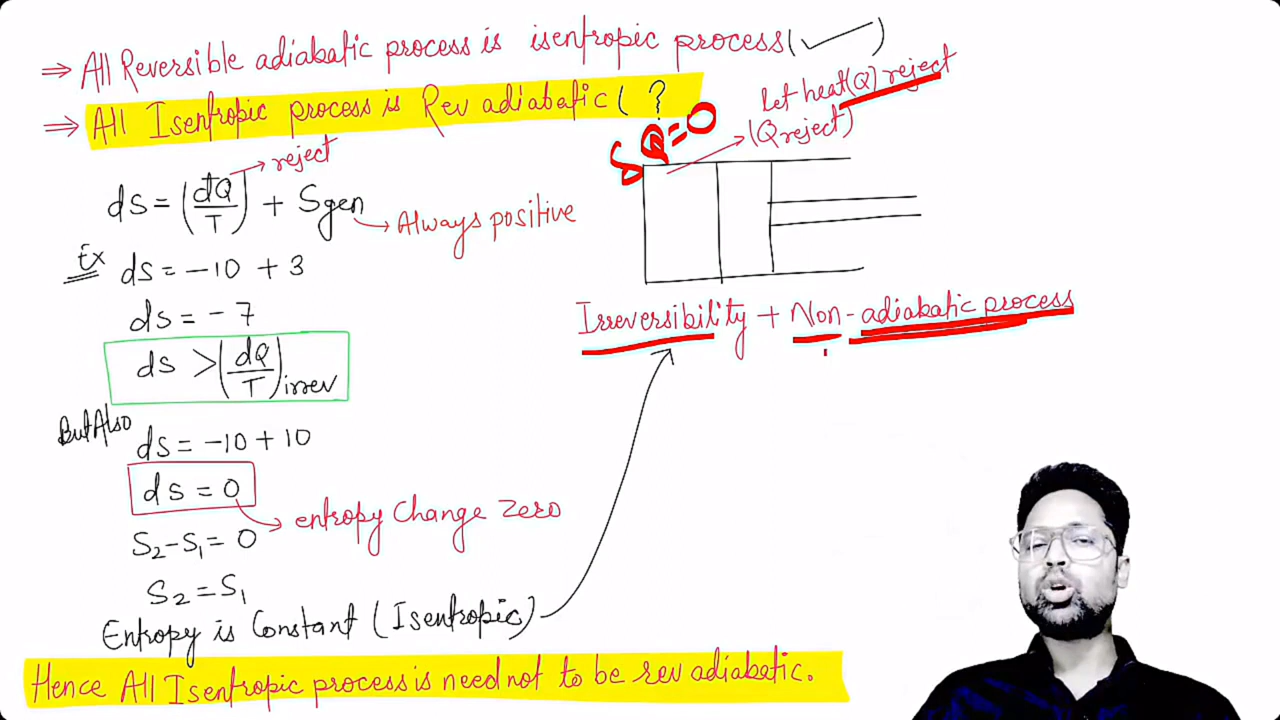 ⇒ All Reversible adiabatic process is isentropic process (✓)
⇒ All Isentropic process is Rev adiabatic ( ?
let heat(Q) reject
(Q reject)
δQ=0
→ reject
ds = (dQ/T) + Sgen
→ Always positive
Ex ds = -10 + 3
ds = -7
ds > (dQ/T)irrev
Irreversibility + Non-adiabatic process
But Also
ds = -10 + 10
ds = 0
→ entropy Change Zero
S₂-S₁ = 0
S₂ = S₁
Entropy is Constant (Isentropic)
Hence All Isentropic process is need not to be rev adiabatic.